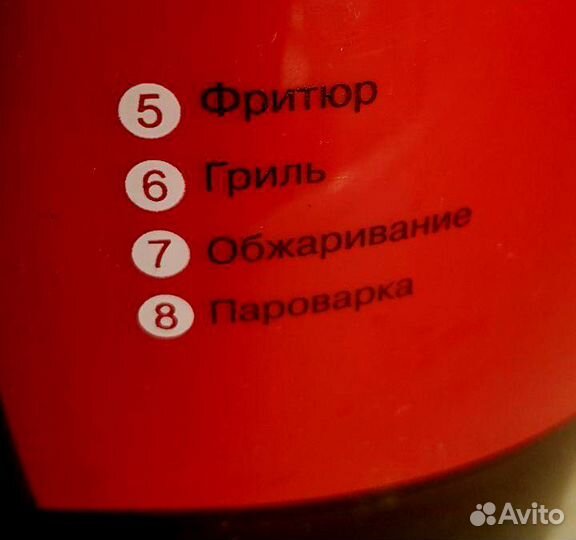 5 Фритюр
6 Гриль
7 Обжаривание
8 Пароварка
Avito